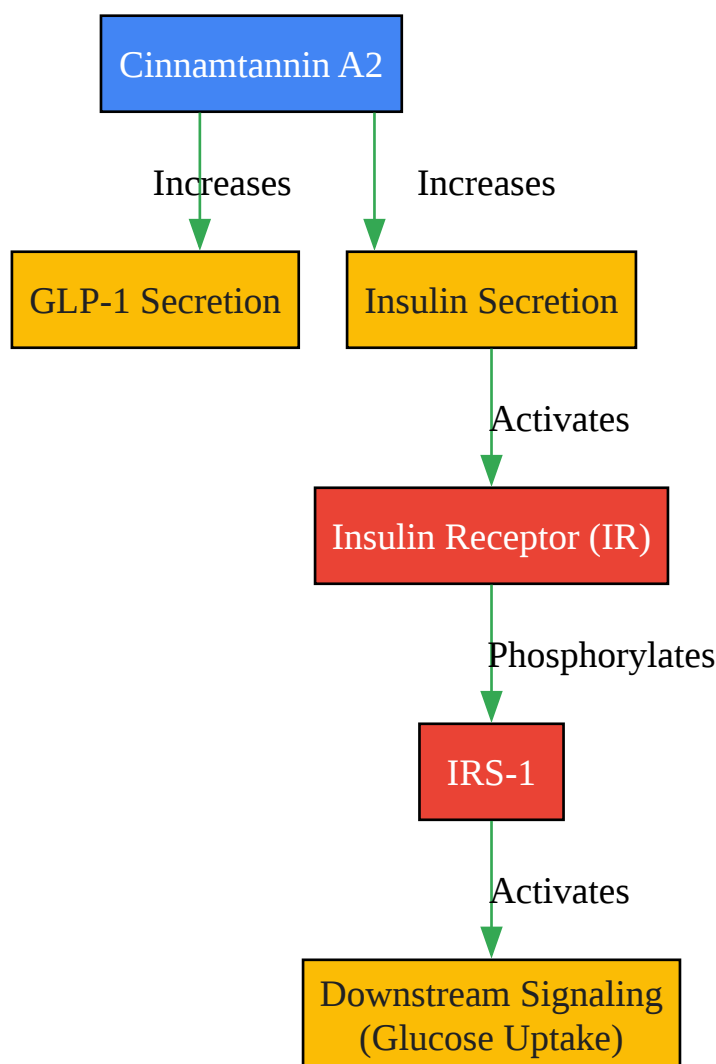 Cinnamtannin A2
Increases
Increases
GLP-1 Secretion
Insulin Secretion
Activates
Insulin Receptor (IR)
Phosphorylates
IRS-1
Activates
Downstream Signaling
(Glucose Uptake)